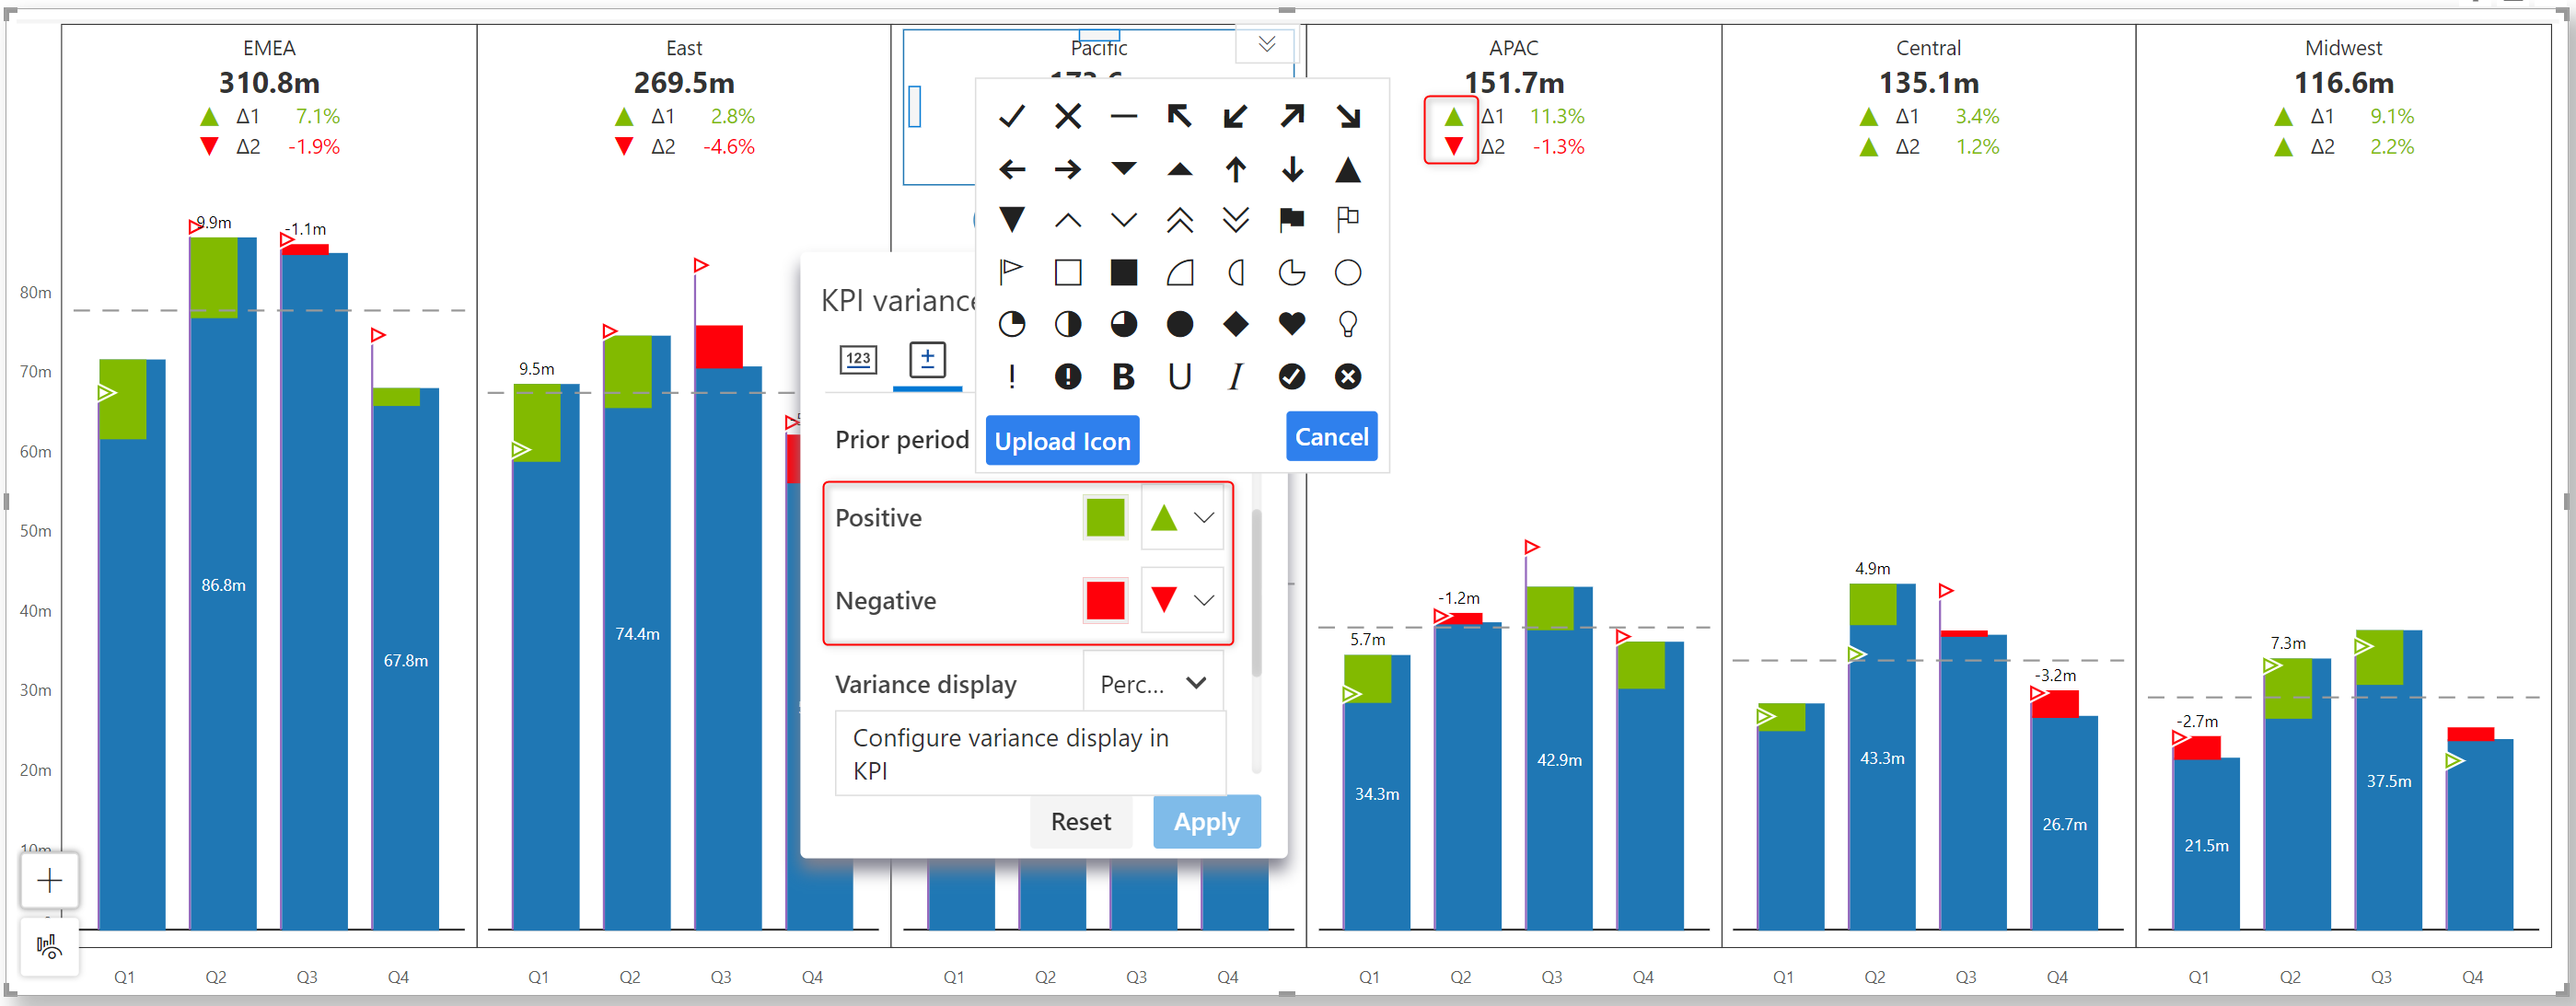 EMEA
310.8m
▲ Δ1 7.1%
▼ Δ2 -1.9%
East
269.5m
▲ Δ1 2.8%
▼ Δ2 -4.6%
Pacific
APAC
151.7m
▲ Δ1 11.3%
▼ Δ2 -1.3%
Central
135.1m
▲ Δ1 3.4%
▲ Δ2 1.2%
Midwest
116.6m
▲ Δ1 9.1%
▲ Δ2 2.2%
80m
70m
60m
50m
40m
30m
20m
10m
9.9m
-1.1m
86.8m
67.8m
9.5m
74.4m
KPI variance
123
Prior period
! B U I
Upload Icon
Cancel
Positive
Negative
Variance display
Perc...
Configure variance display in
KPI
Reset
Apply
5.7m
-1.2m
34.3m
42.9m
4.9m
43.3m
-3.2m
26.7m
-2.7m
7.3m
21.5m
37.5m
Q1 Q2 Q3 Q4
Q1 Q2 Q3 Q4
Q1 Q2 Q3 Q4
Q1 Q2 Q3 Q4
Q1 Q2 Q3 Q4
Q1 Q2 Q3 Q4